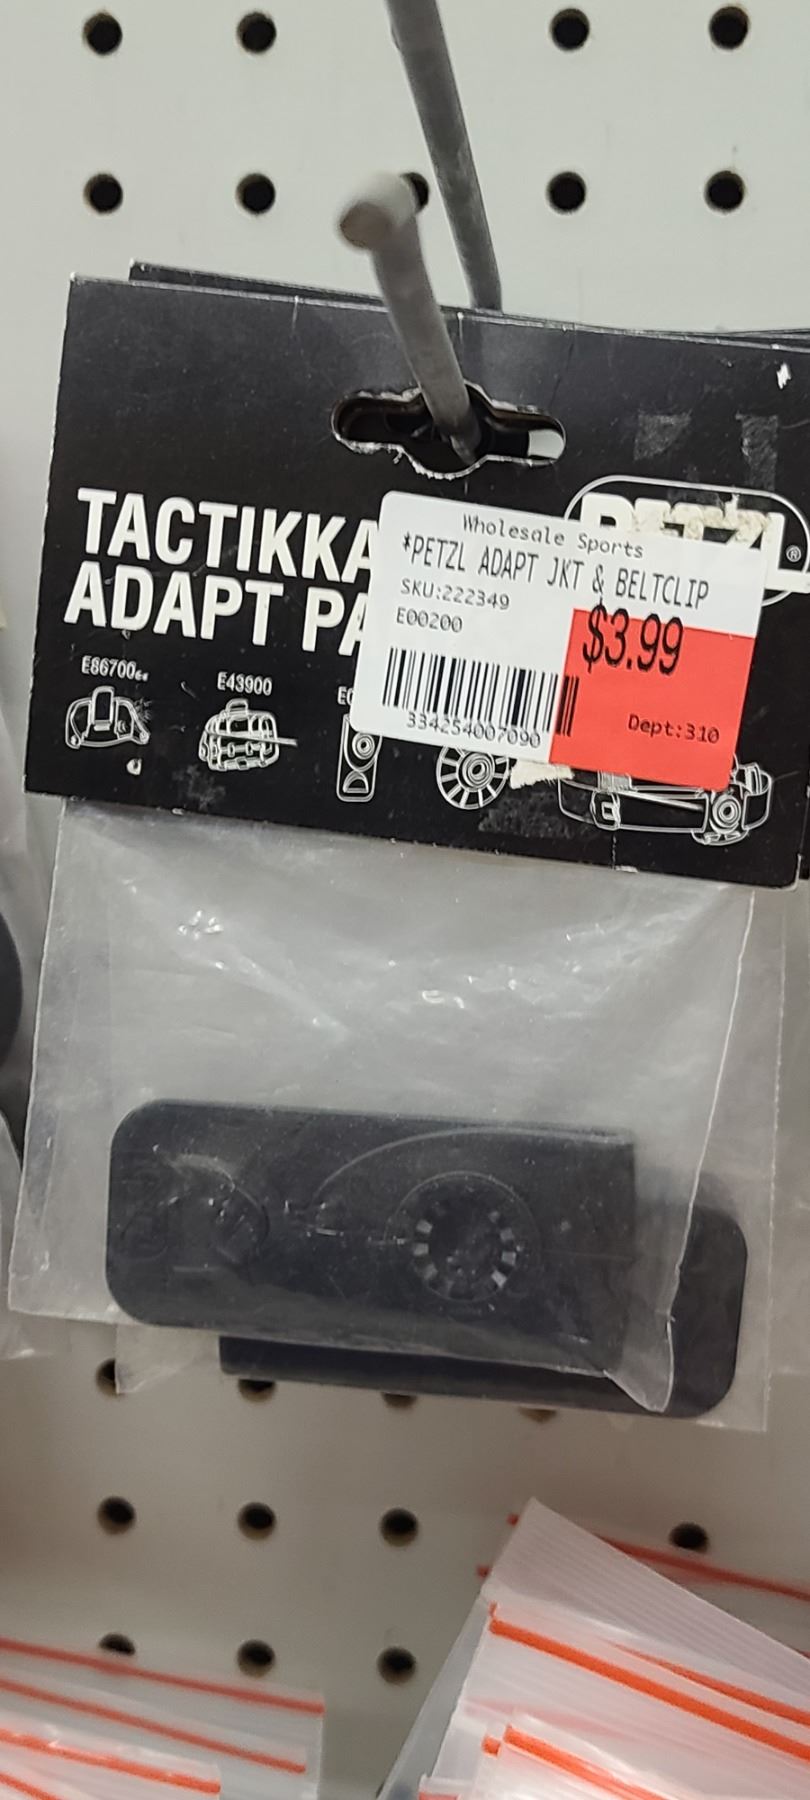 TACTIKKA
ADAPT PA
PETZL®
Wholesale Sports
*PETZL ADAPT JKT & BELTCLIP
SKU:222349
E00200
$3.99
334254007090
Dept:310
E86700
E43900